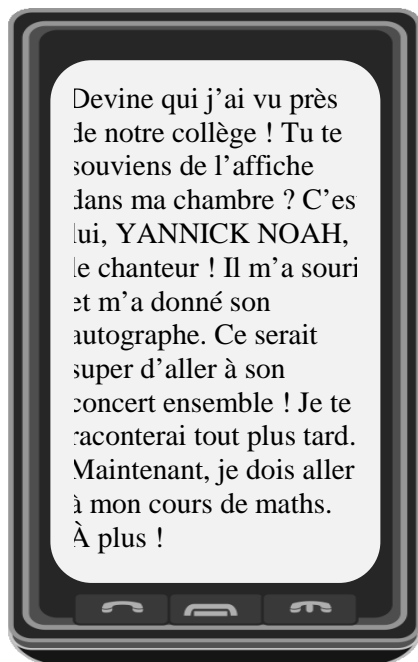 Devine qui j’ai vu près
de notre collège ! Tu te
souviens de l’affiche
dans ma chambre ? C’es
lui, YANNICK NOAH,
le chanteur ! Il m’a souri
et m’a donné son
autographe. Ce serait
super d’aller à son
concert ensemble ! Je te
raconterai tout plus tard.
Maintenant, je dois aller
à mon cours de maths.
À plus !